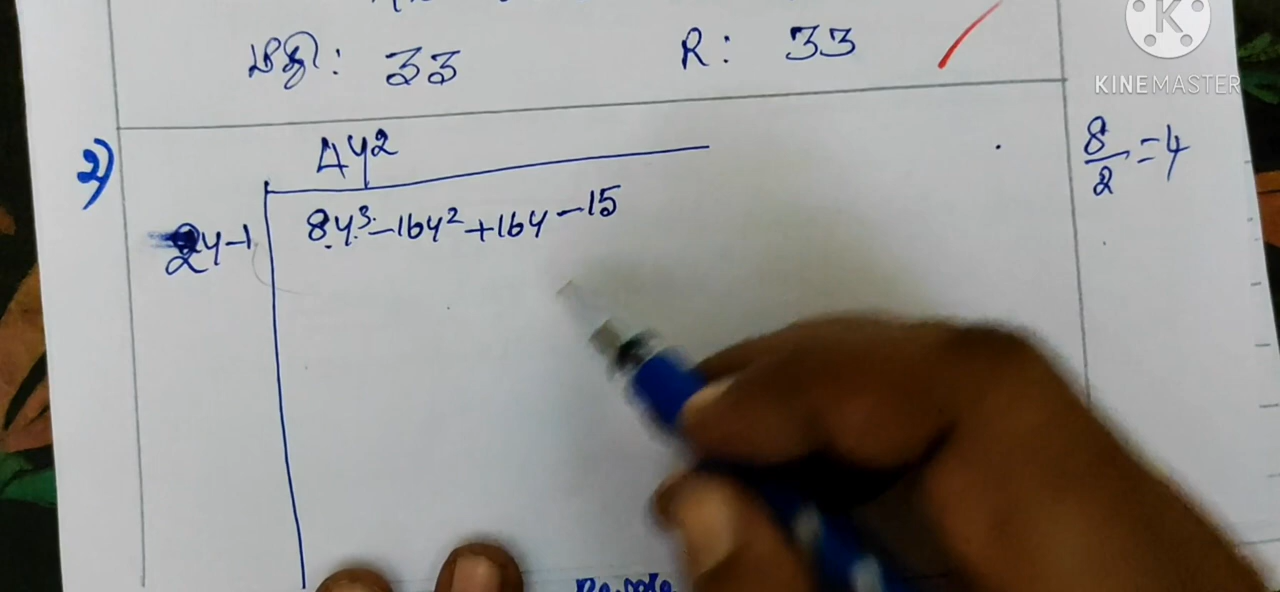 மீதி: 33 R: 33
K
KINEMASTER
2) 4y2
2y-1 8y³-16y²+16y-15
8/2=4